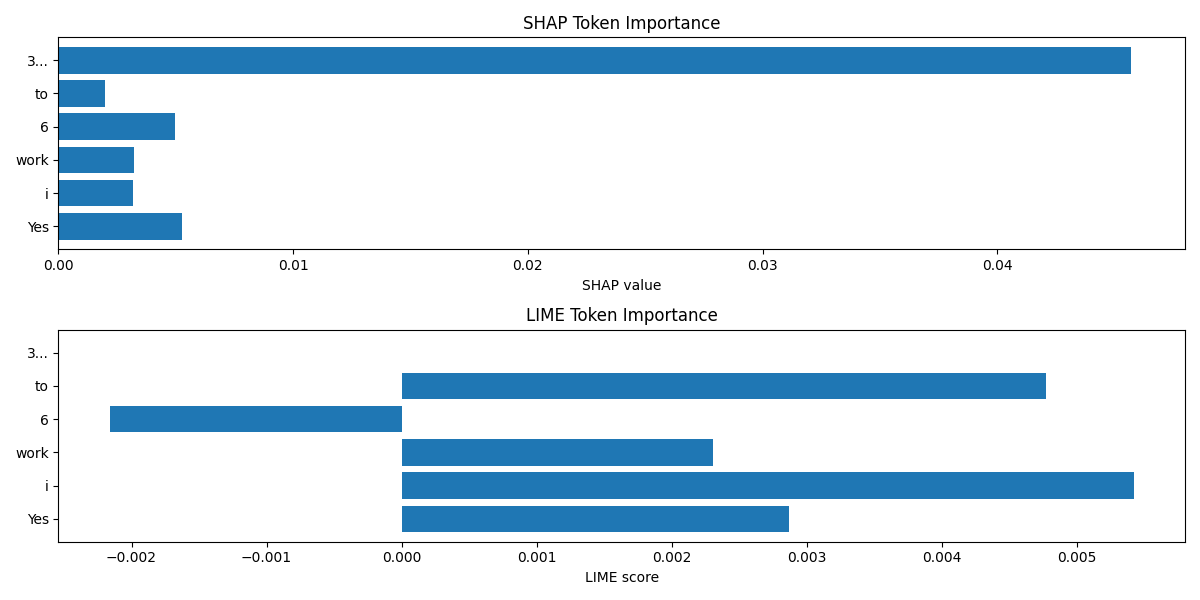 SHAP Token Importance
3...
to
6
work
i
Yes
0.00 0.01 0.02 0.03 0.04
SHAP value
LIME Token Importance
3...
to
6
work
i
Yes
−0.002 −0.001 0.000 0.001 0.002 0.003 0.004 0.005
LIME score